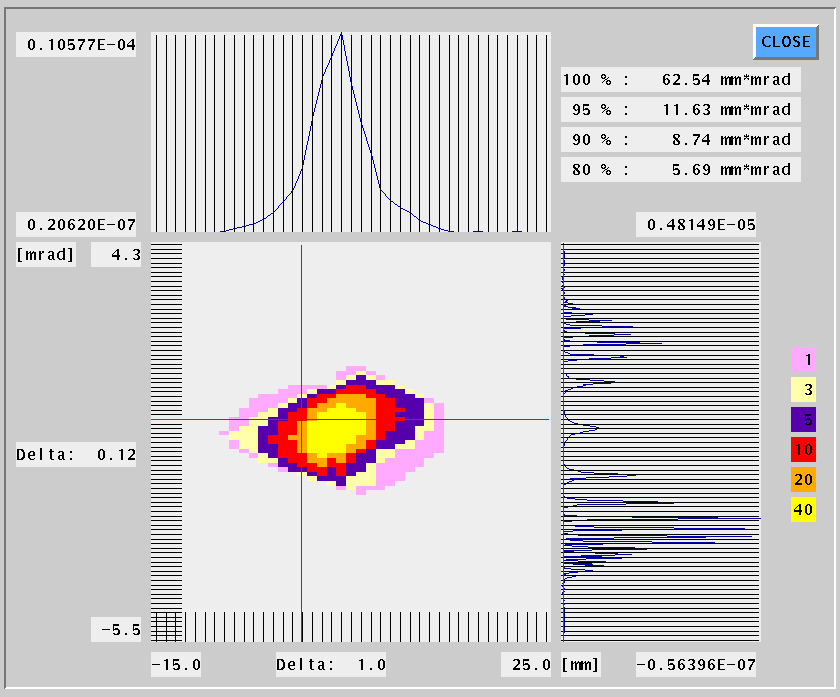 0.10577E-04
CLOSE
100 % : 62.54 mm*mrad
95 % : 11.63 mm*mrad
90 % : 8.74 mm*mrad
80 % : 5.69 mm*mrad
0.20620E-07
0.48149E-05
[mrad] 4.3
1
3
5
Delta: 0.12
10
20
40
-5.5
-15.0 Delta: 1.0 25.0 [mm] -0.56396E-07